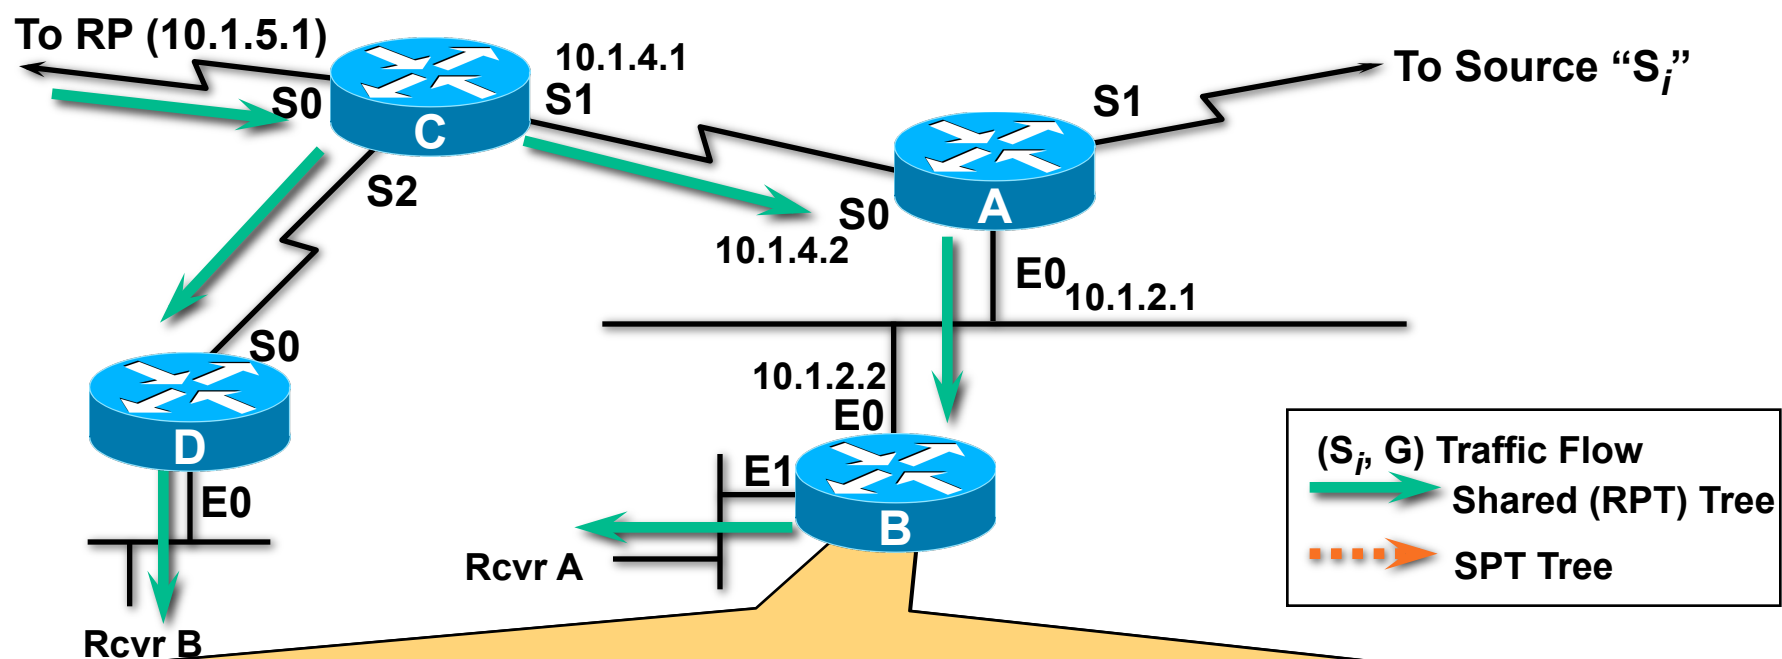 To RP (10.1.5.1)
10.1.4.1
S0
S1
C
S2
S1
To Source “Si”
S0
A
10.1.4.2
E0
10.1.2.1
S0
D
E0
Rcvr B
10.1.2.2
E0
E1
B
Rcvr A
(Si, G) Traffic Flow
Shared (RPT) Tree
SPT Tree